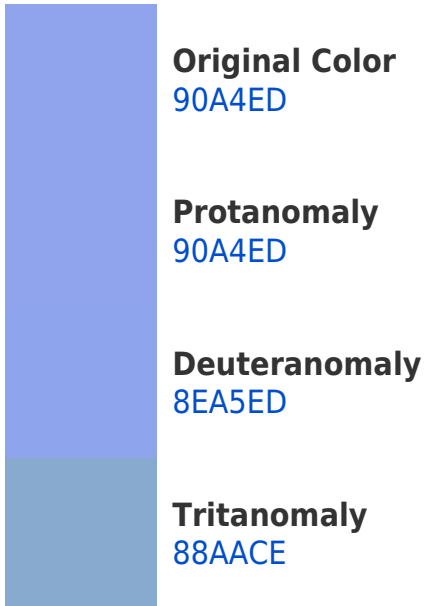 Original Color
90A4ED
Protanomaly
90A4ED
Deuteranomaly
8EA5ED
Tritanomaly
88AACE